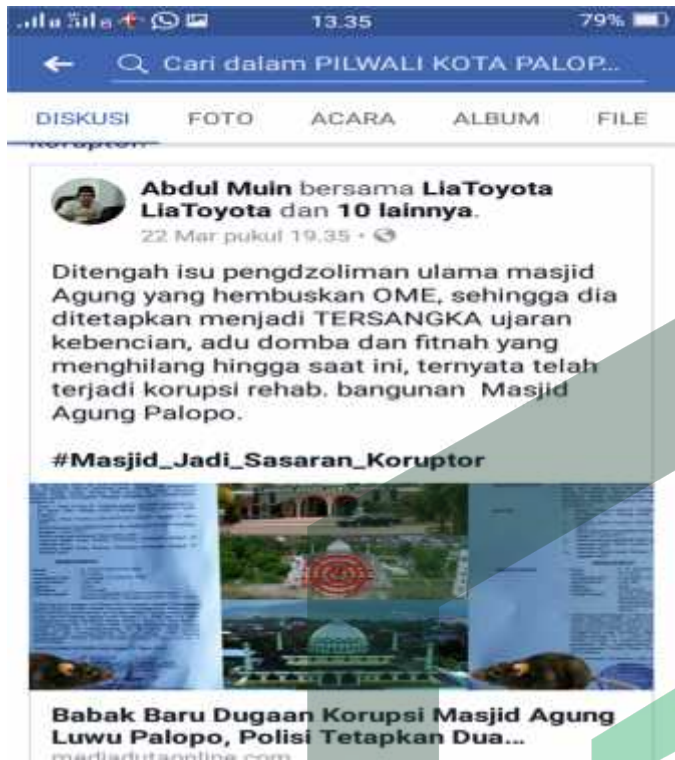 13.35
79%
Cari dalam PILWALI KOTA PALOP...
DISKUSI FOTO ACARA ALBUM FILE
koruptor.
Abdul Muin bersama LiaToyota
LiaToyota dan 10 lainnya.
22 Mar pukul 19.35
Ditengah isu pengdzoliman ulama masjid
Agung yang hembuskan OME, sehingga dia
ditetapkan menjadi TERSANGKA ujaran
kebencian, adu domba dan fitnah yang
menghilang hingga saat ini, ternyata telah
terjadi korupsi rehab. bangunan Masjid
Agung Palopo.
#Masjid_Jadi_Sasaran_Koruptor
Babak Baru Dugaan Korupsi Masjid Agung
Luwu Palopo, Polisi Tetapkan Dua...
mediadutaonline.com